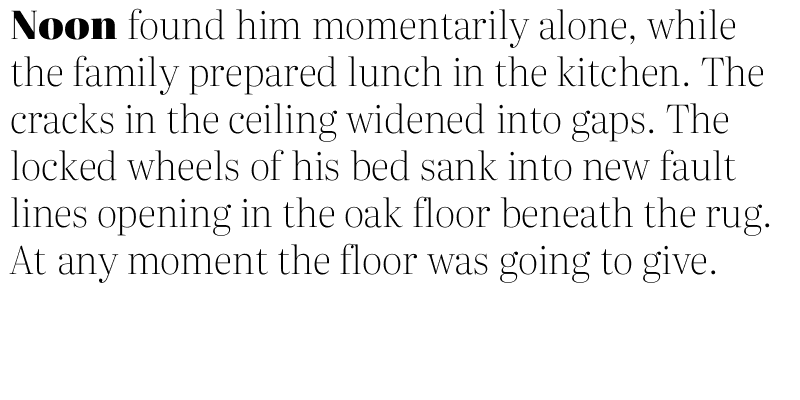 Noon found him momentarily alone, while
the family prepared lunch in the kitchen. The
cracks in the ceiling widened into gaps. The
locked wheels of his bed sank into new fault
lines opening in the oak floor beneath the rug.
At any moment the floor was going to give.